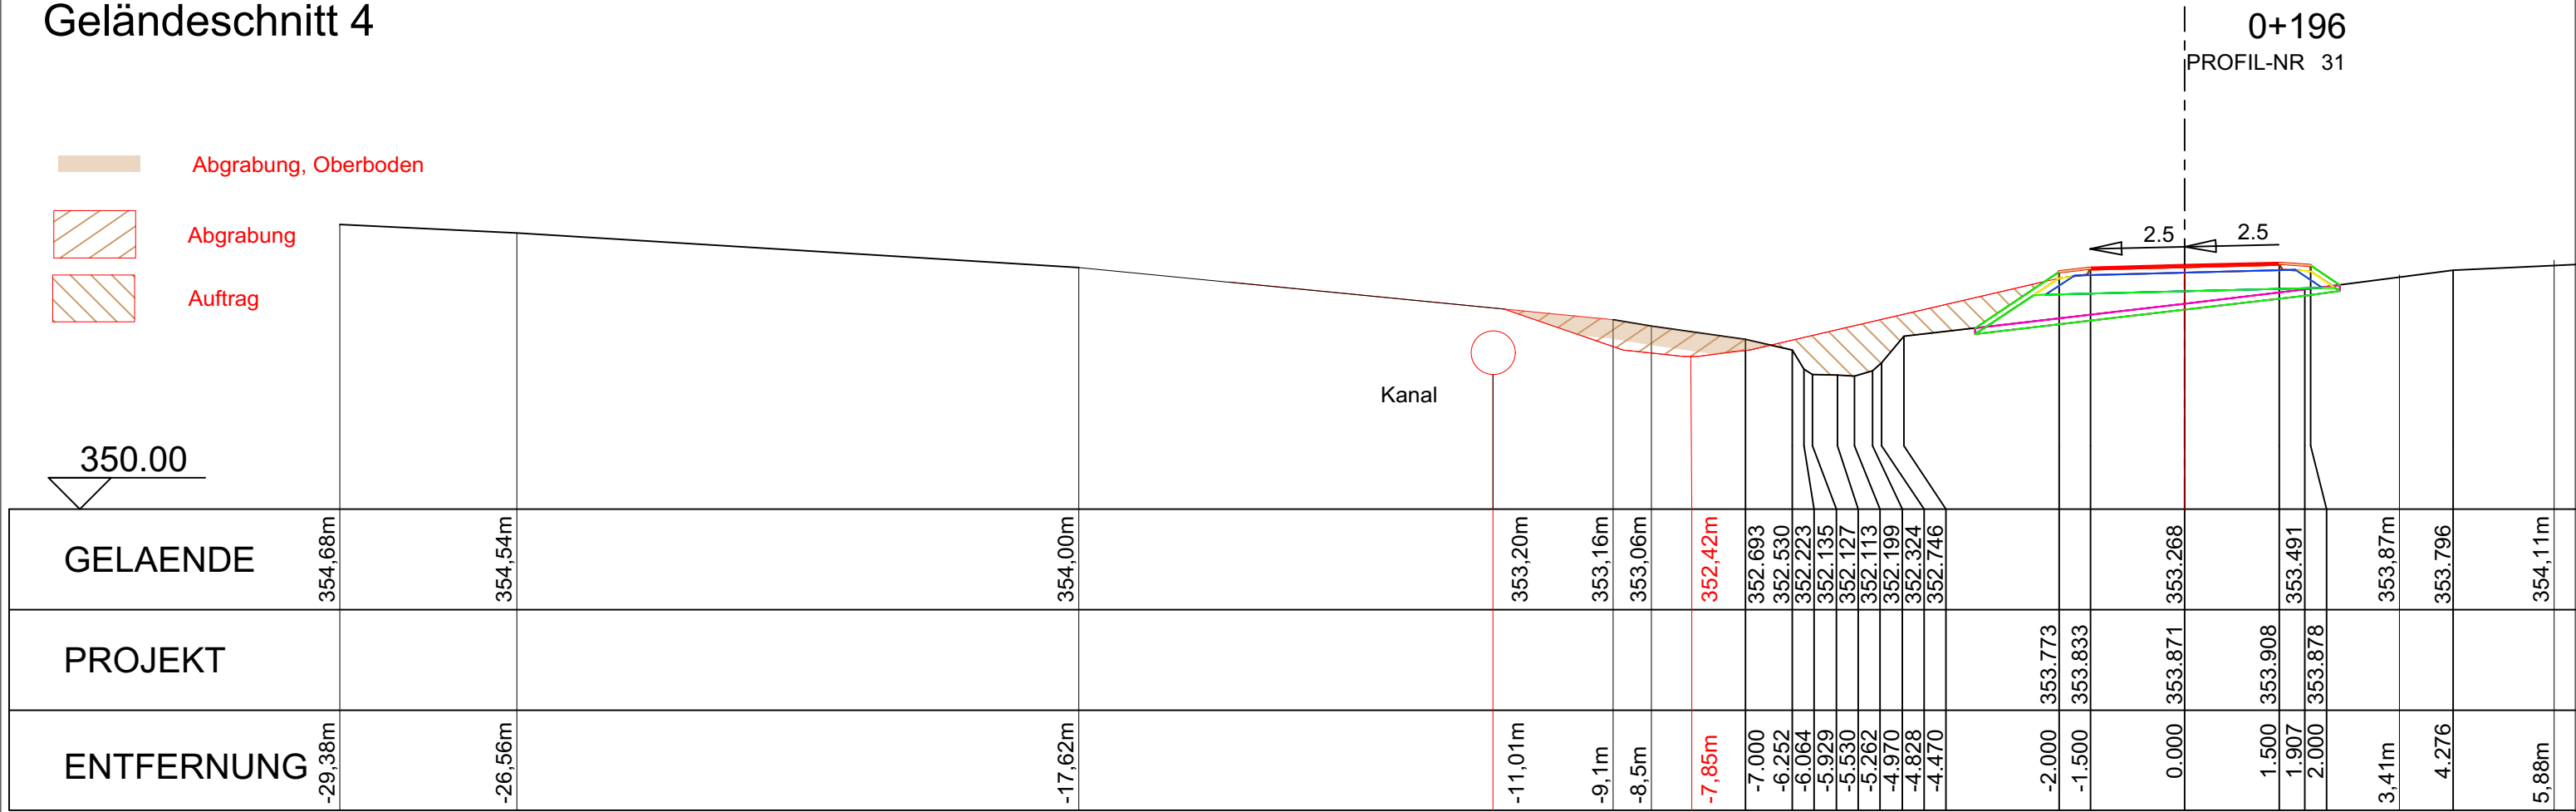 Geländeschnitt 4
0+196
PROFIL-NR 31
Abgrabung, Oberboden
Abgrabung
Auftrag
2.5 2.5
Kanal
350.00
GELAENDE 354,68m 354,54m 354,00m 353,20m 353,16m 353,06m 352,42m 352.693 352.530 352.223 352.135 352.127 352.113 352.199 352.324 352.746 353.268 353.491 353,87m 353.796 354,11m
PROJEKT 353.773 353.833 353.871 353.908 353.878
ENTFERNUNG -29,38m -26,56m -17,62m -11,01m -9,1m -8,5m -7,85m -7.000 -6.252 -6.064 -5.929 -5.530 -5.262 -4.970 -4.828 -4.470 -2.000 -1.500 0.000 1.500 1.907 2.000 3,41m 4.276 5,88m